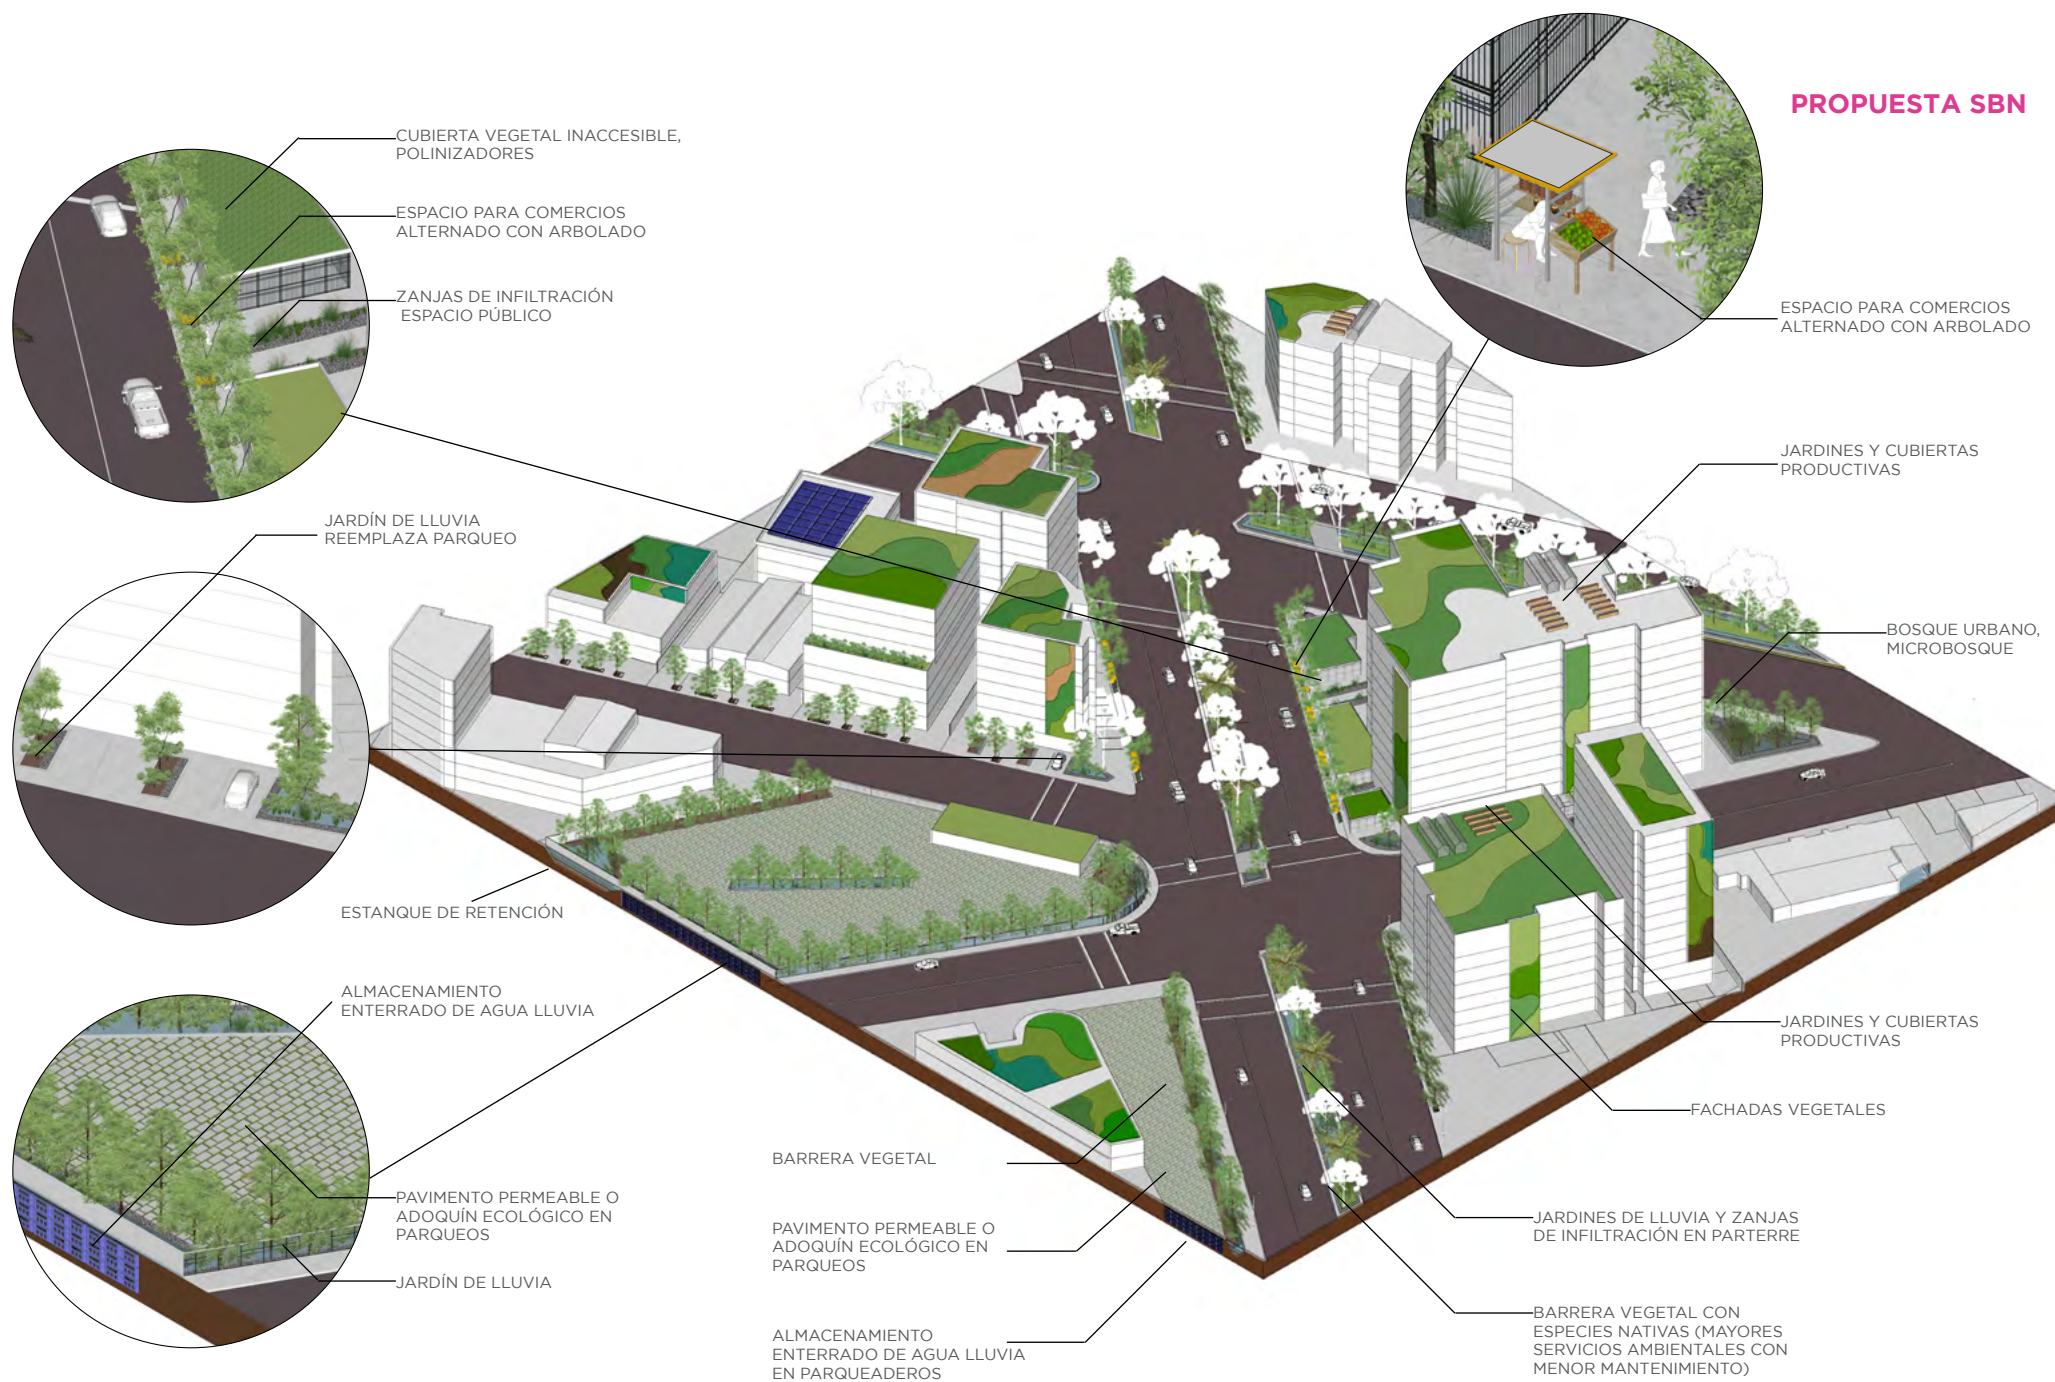 PROPUESTA SBN
CUBIERTA VEGETAL INACCESIBLE,
POLINIZADORES
ESPACIO PARA COMERCIOS
ALTERNADO CON ARBOLADO
ZANJAS DE INFILTRACIÓN
ESPACIO PÚBLICO
ESPACIO PARA COMERCIOS
ALTERNADO CON ARBOLADO
JARDINES Y CUBIERTAS
PRODUCTIVAS
JARDÍN DE LLUVIA
REEMPLAZA PARQUEO
BOSQUE URBANO,
MICROBOSQUE
ESTANQUE DE RETENCIÓN
ALMACENAMIENTO
ENTERRADO DE AGUA LLUVIA
JARDINES Y CUBIERTAS
PRODUCTIVAS
FACHADAS VEGETALES
BARRERA VEGETAL
PAVIMENTO PERMEABLE O
ADOQUÍN ECOLÓGICO EN
PARQUEOS
PAVIMENTO PERMEABLE O
ADOQUÍN ECOLÓGICO EN
PARQUEOS
JARDINES DE LLUVIA Y ZANJAS
DE INFILTRACIÓN EN PARTERRE
JARDÍN DE LLUVIA
ALMACENAMIENTO
ENTERRADO DE AGUA LLUVIA
EN PARQUEADEROS
BARRERA VEGETAL CON
ESPECIES NATIVAS (MAYORES
SERVICIOS AMBIENTALES CON
MENOR MANTENIMIENTO)